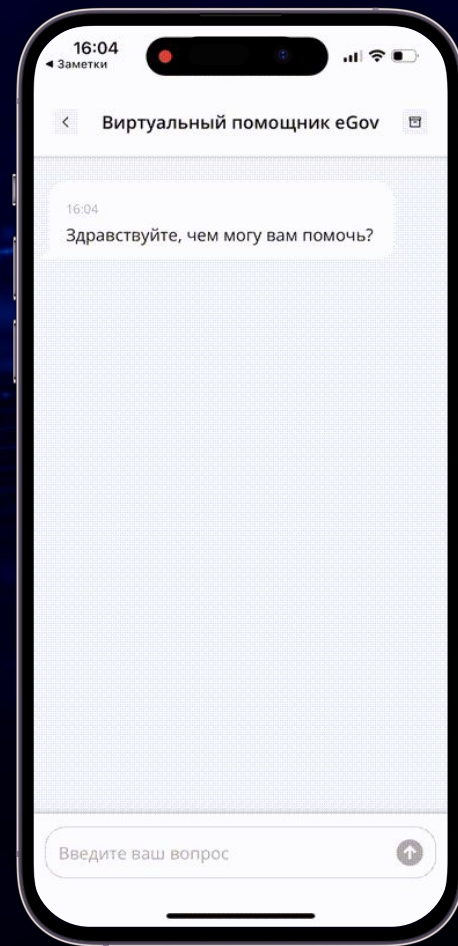 16:04
◀ Заметки
Виртуальный помощник eGov
16:04
Здравствуйте, чем могу вам помочь?
Введите ваш вопрос